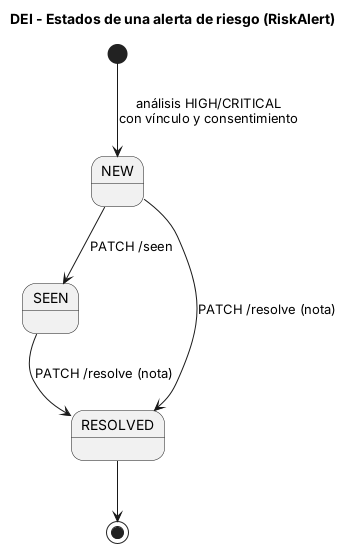 DEI - Estados de una alerta de riesgo (RiskAlert)
análisis HIGH/CRITICAL
con vínculo y consentimiento
NEW
PATCH /seen
SEEN
PATCH /resolve (nota)
PATCH /resolve (nota)
RESOLVED